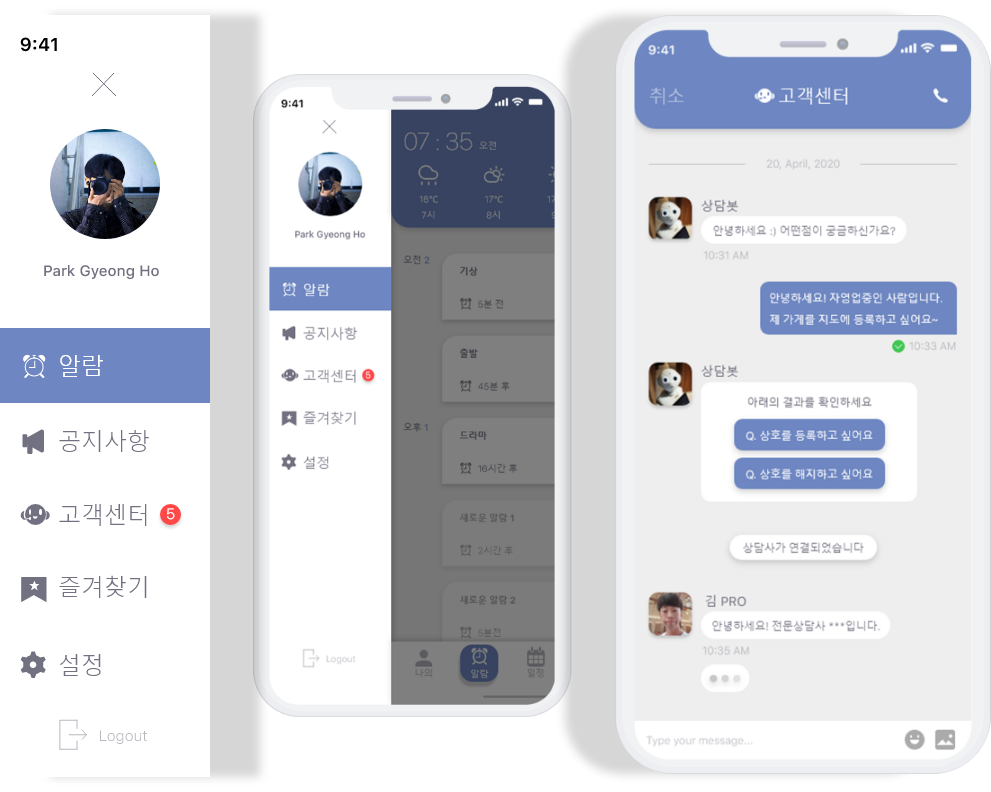 9:41
Park Gyeong Ho
알람
공지사항
고객센터 5
즐겨찾기
설정
Logout
9:41
Park Gyeong Ho
알람
공지사항
고객센터 5
즐겨찾기
설정
Logout
07 : 35 오전
16°C 17°C
7시 8시
오전 2
기상
5분 전
출발
45분 후
오후 1
드라마
16시간 후
새로운 알람 1
2시간 후
새로운 알람 2
5분전
나의 알람 일정
9:41
취소 고객센터
20, April, 2020
상담봇
안녕하세요 :) 어떤점이 궁금하신가요?
10:31 AM
안녕하세요! 자영업중인 사람입니다.
제 가게를 지도에 등록하고 싶어요~
10:33 AM
상담봇
아래의 결과를 확인하세요
Q. 상호를 등록하고 싶어요
Q. 상호를 해지하고 싶어요
상담사가 연결되었습니다
김 PRO
안녕하세요! 전문상담사 ***입니다.
10:35 AM
Type your message...